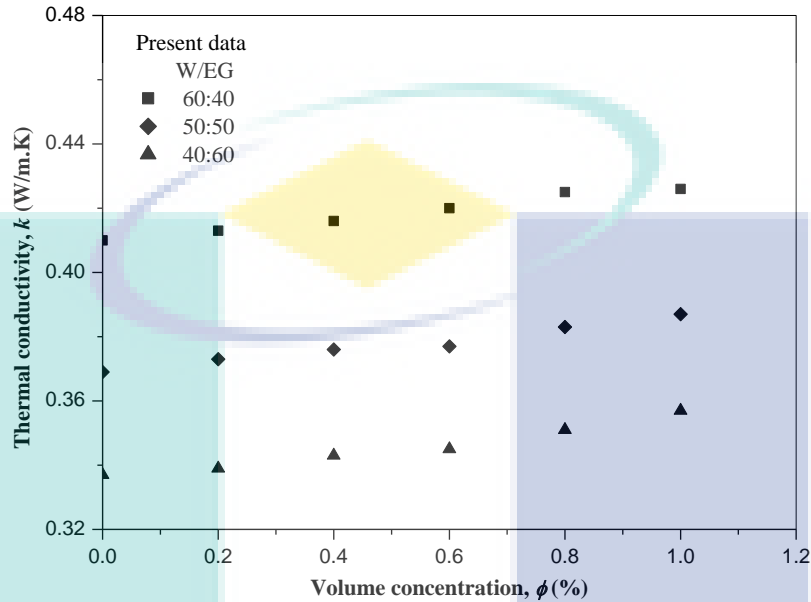 0.48
0.44
0.40
0.36
0.32
Thermal conductivity, k (W/m.K)
Present data
W/EG
60:40
50:50
40:60
0.0 0.2 0.4 0.6 0.8 1.0 1.2
Volume concentration, ϕ (%)